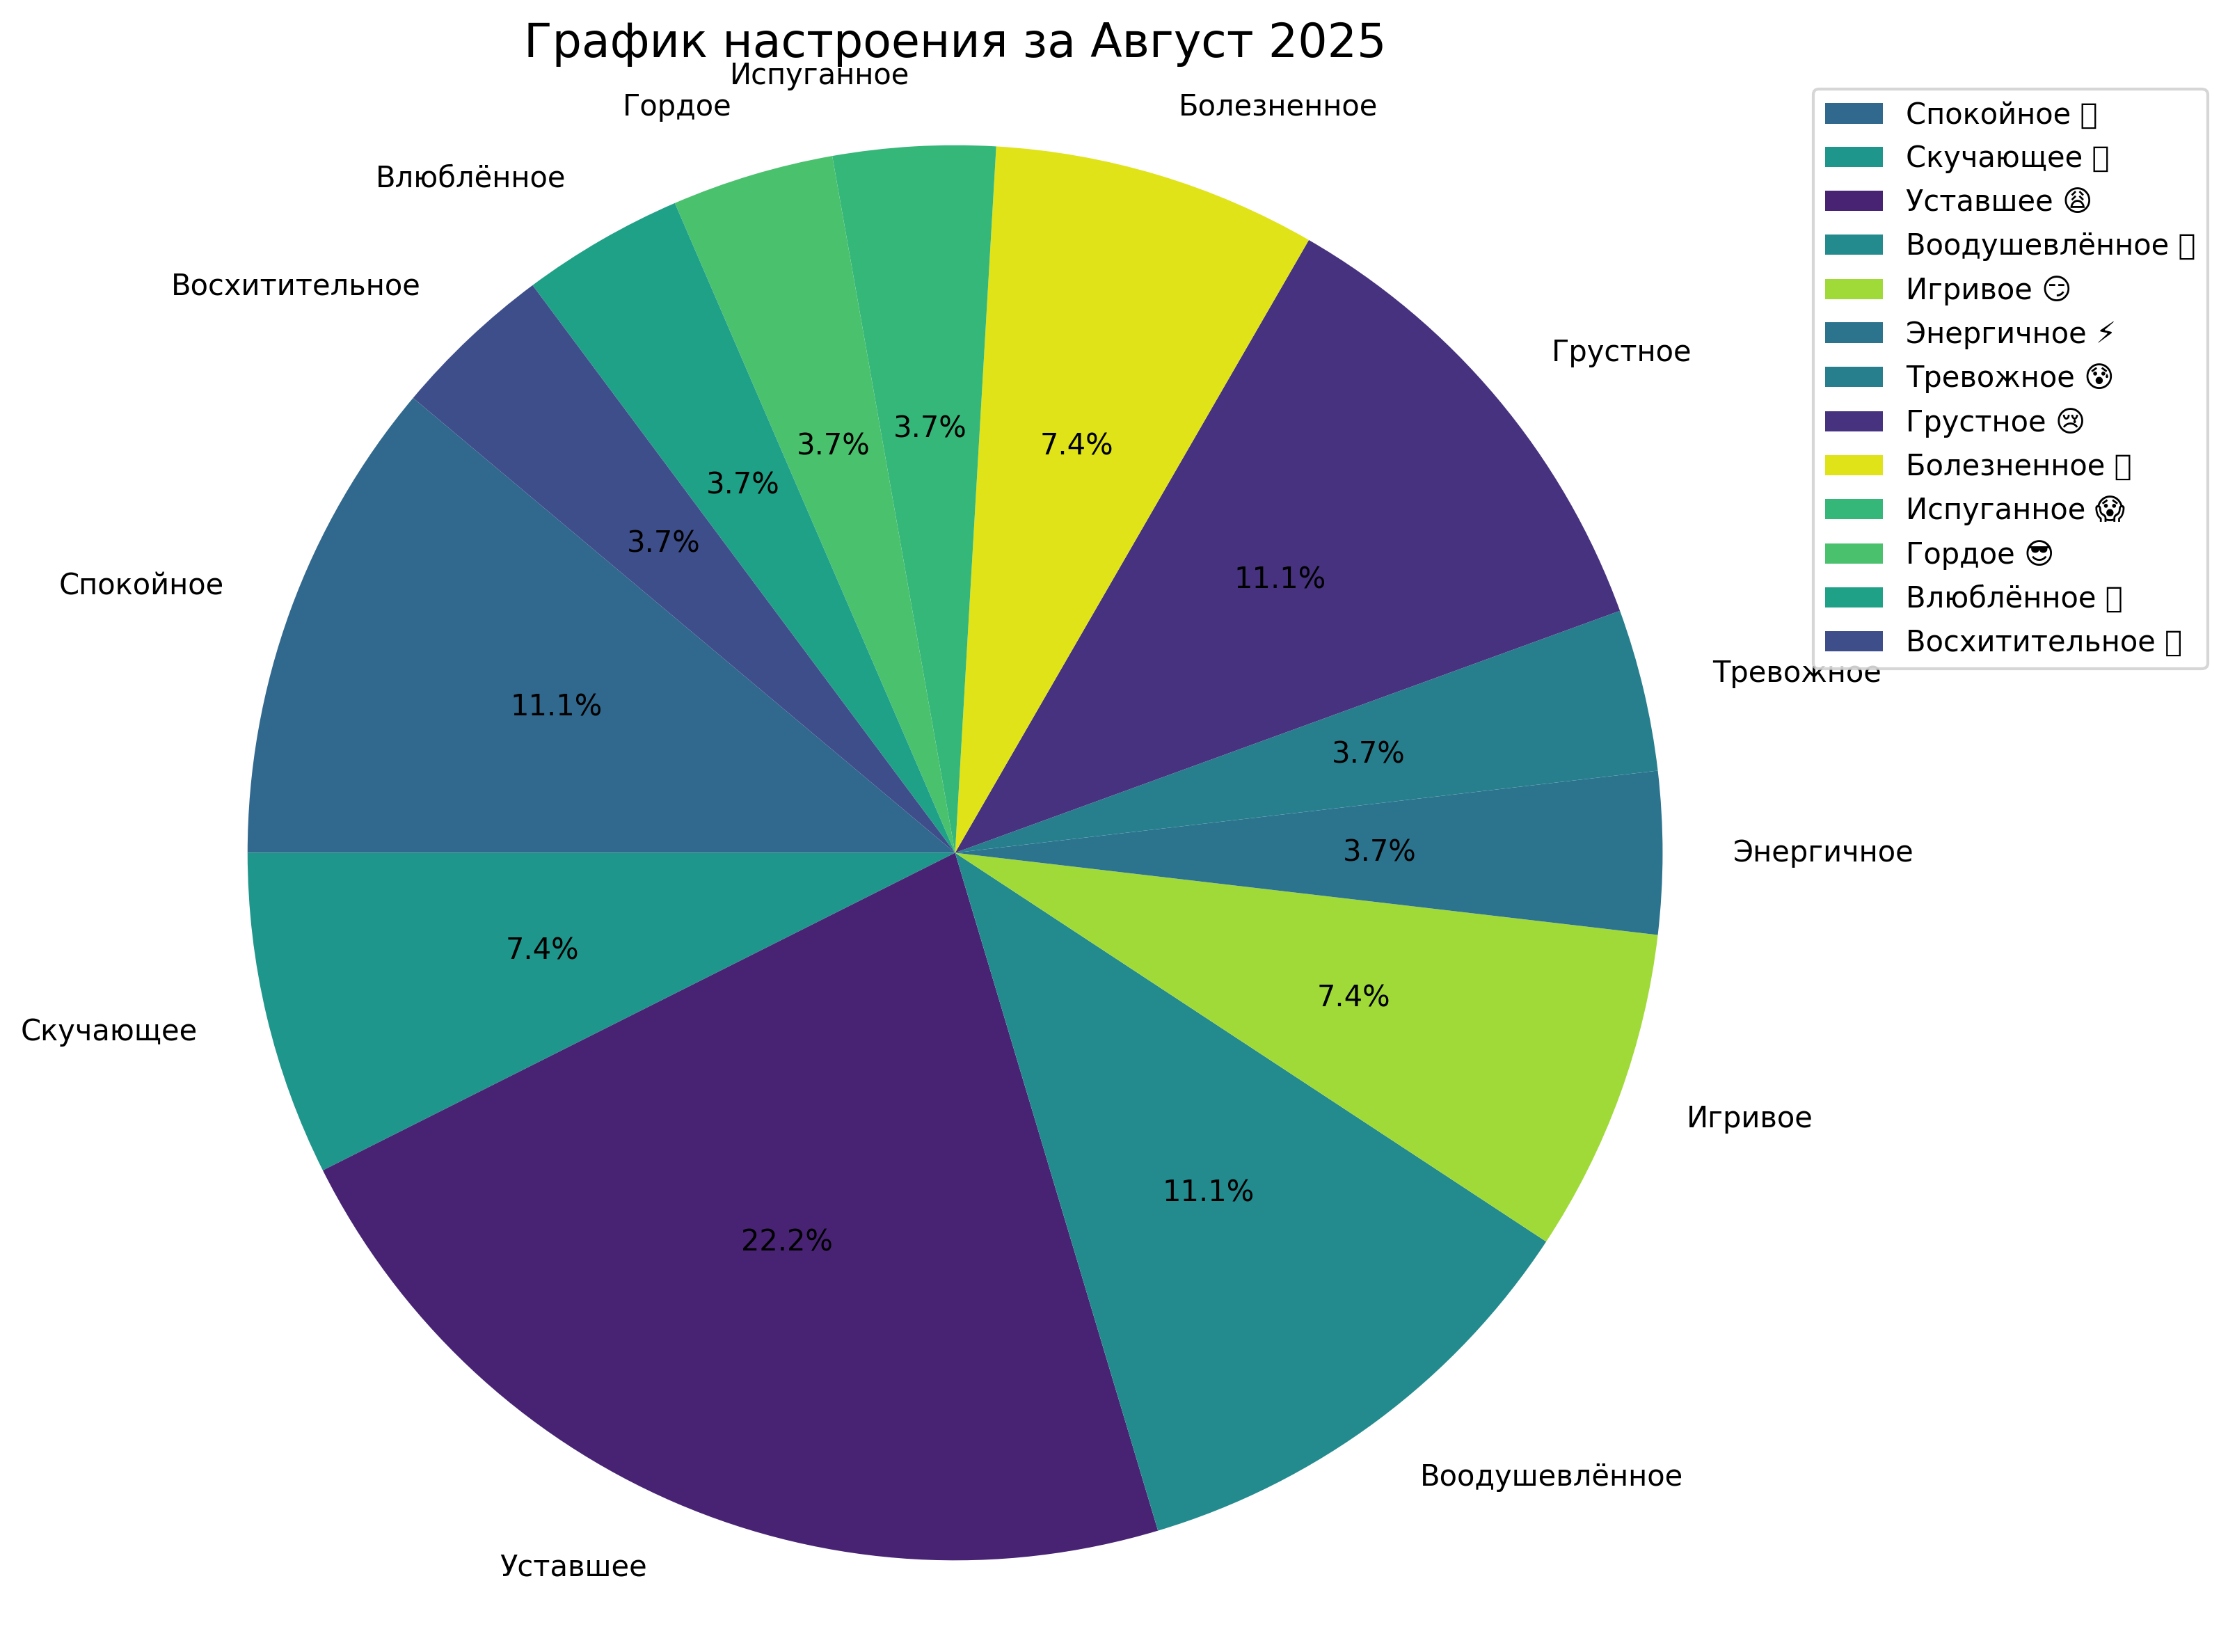 График настроения за Август 2025
Испуганное
Гордое
Болезненное
Влюблённое
Восхитительное
Грустное
Спокойное
Тревожное
Энергичное
Скучающее
Игривое
Воодушевлённое
Уставшее
3.7%
3.7%
7.4%
3.7%
3.7%
11.1%
11.1%
3.7%
3.7%
7.4%
7.4%
11.1%
22.2%
Спокойное
Скучающее
Уставшее 😩
Воодушевлённое
Игривое 😏
Энергичное ⚡
Тревожное 😰
Грустное 😢
Болезненное
Испуганное 😱
Гордое 😎
Влюблённое
Восхитительное